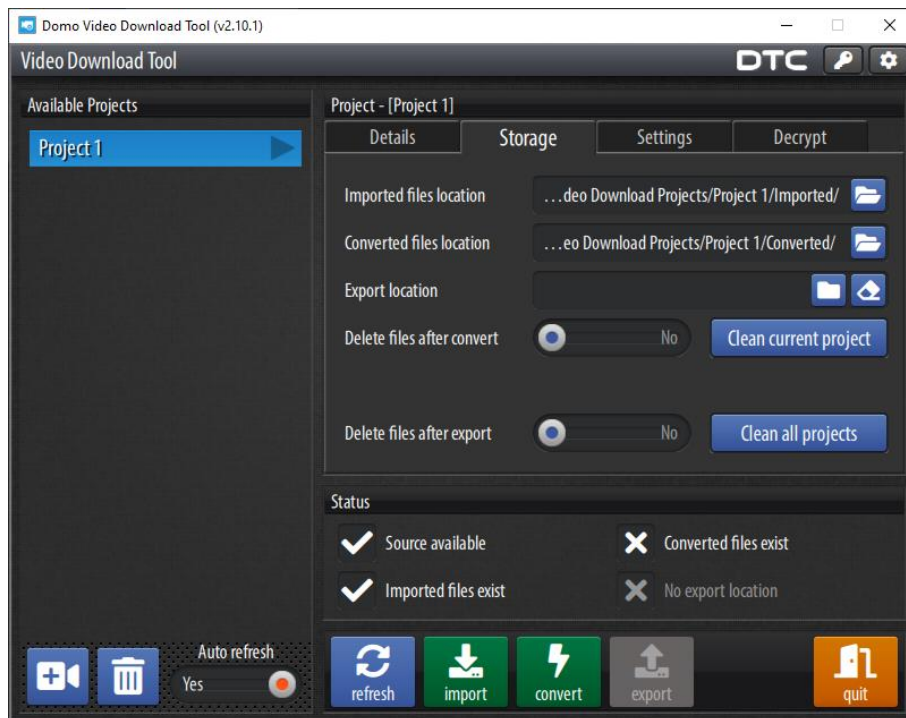 Domo Video Download Tool (v2.10.1)
Video Download Tool
DTC
Available Projects
Project 1
Auto refresh
Yes
Project - [Project 1]
Details Storage Settings Decrypt
Imported files location ...deo Download Projects/Project 1/Imported/
Converted files location ...eo Download Projects/Project 1/Converted/
Export location
Delete files after convert No Clean current project
Delete files after export No Clean all projects
Status
Source available Converted files exist
Imported files exist No export location
refresh import convert export quit